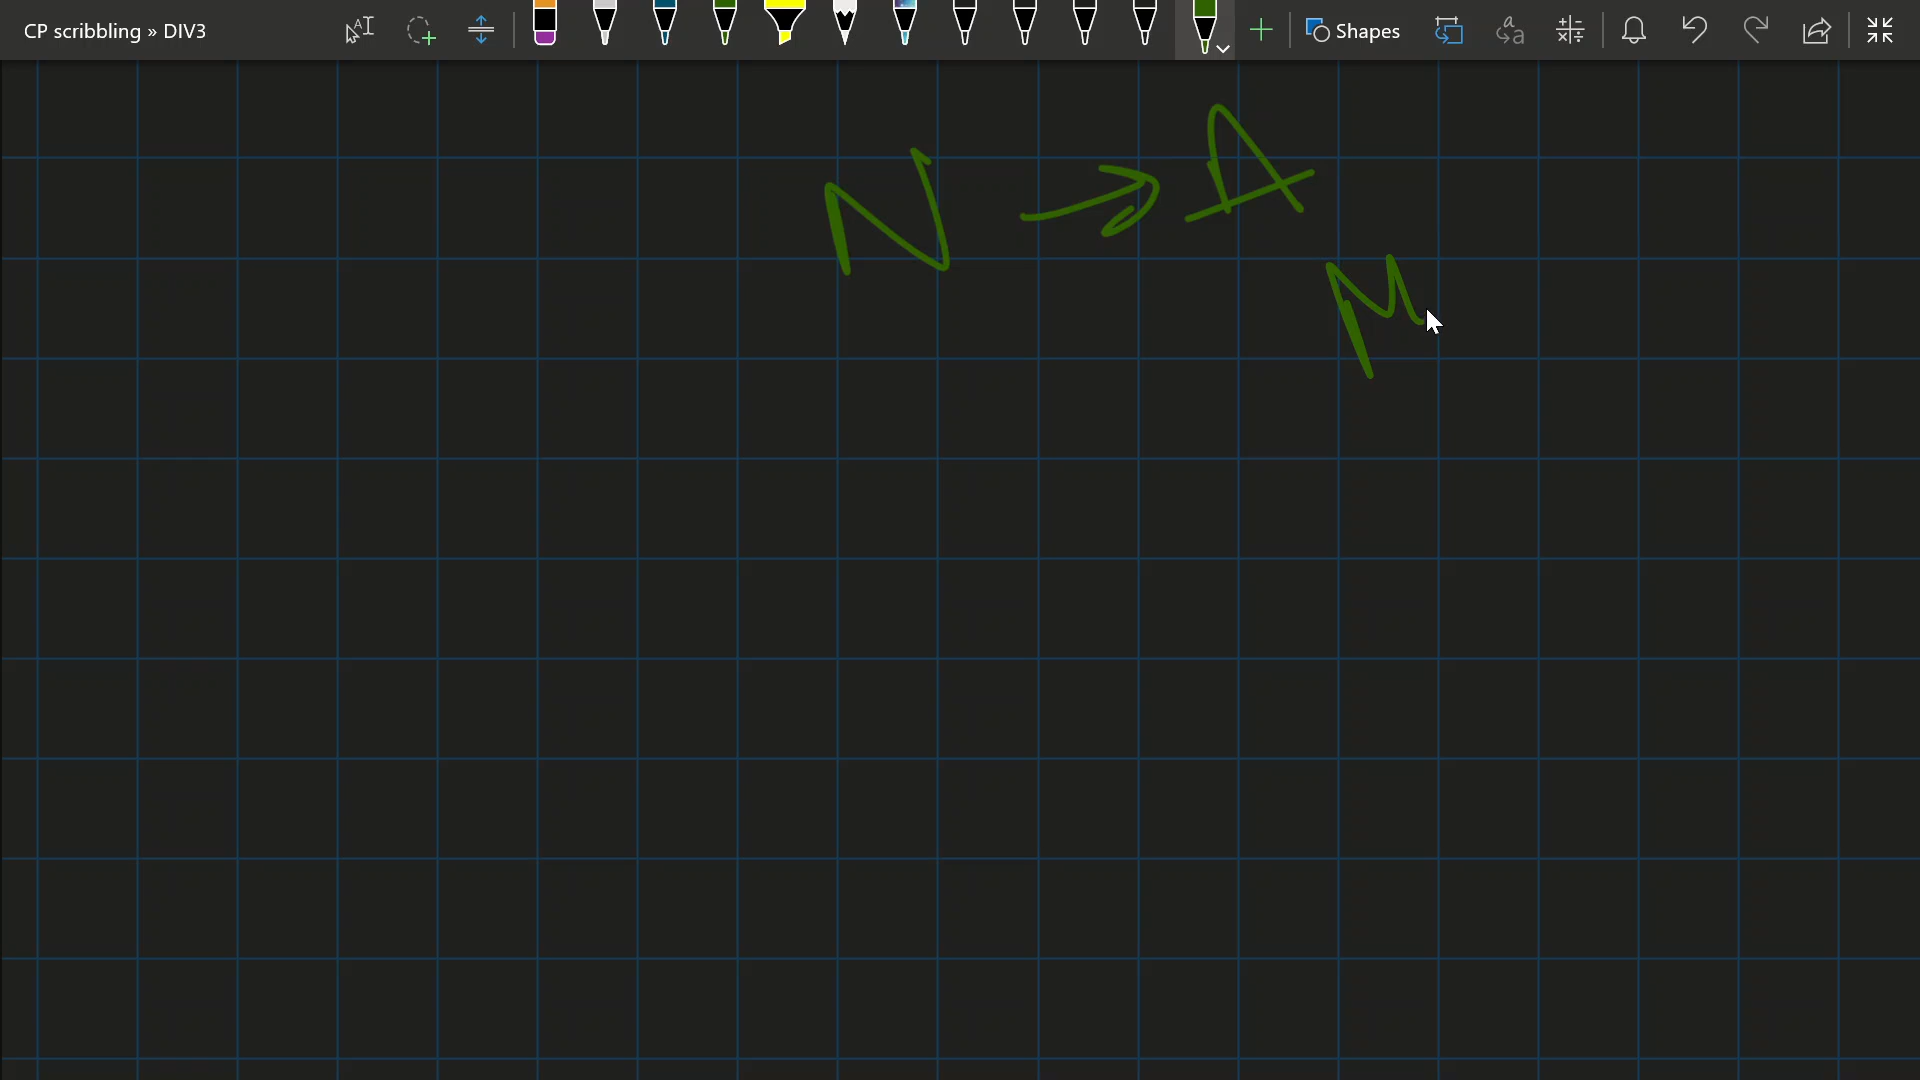 CP scribbling » DIV3
Shapes
N → A
M